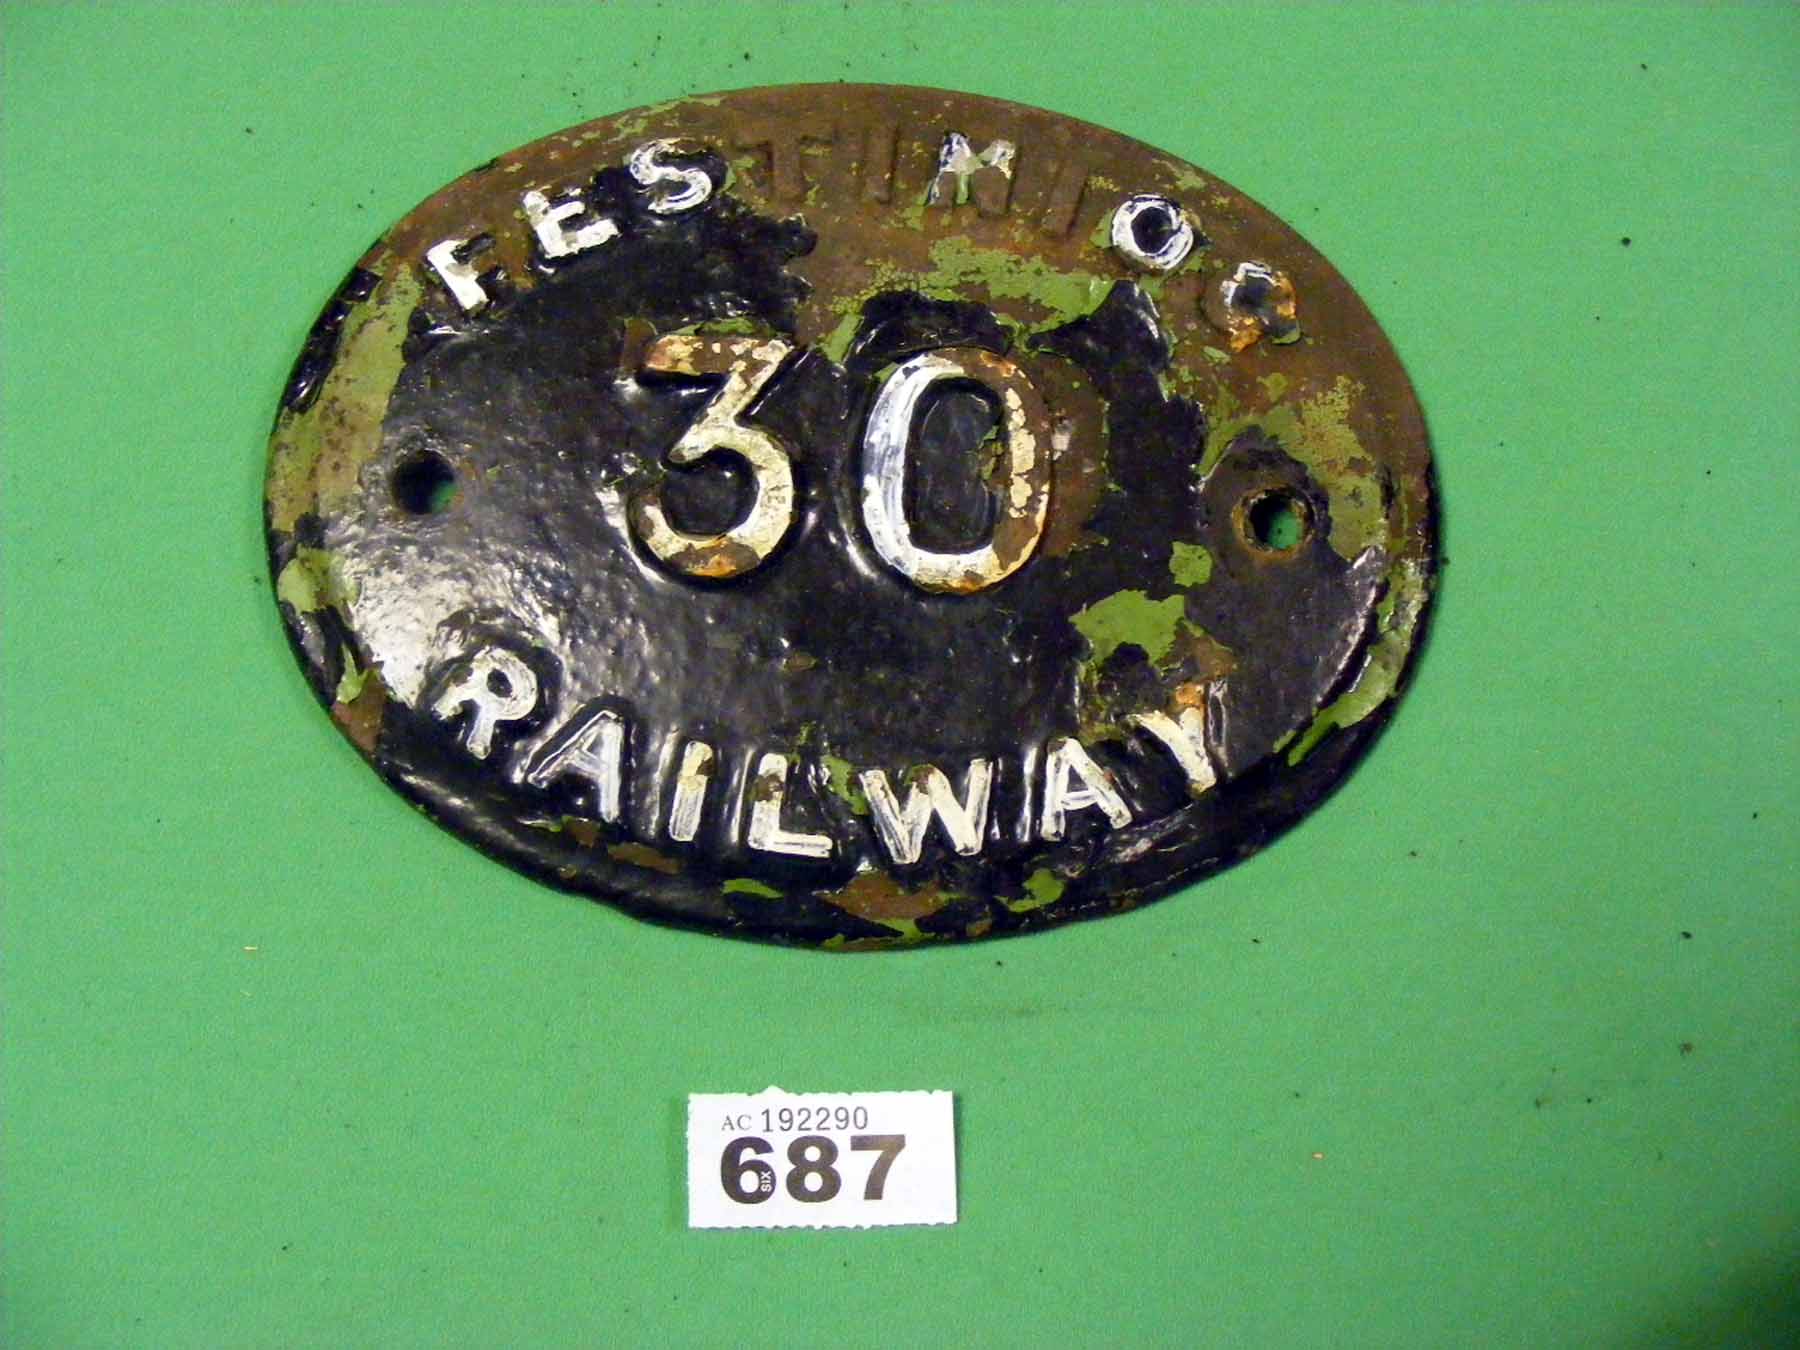 FESTINIOG
30
RAILWAY
AC 192290
687
SIX